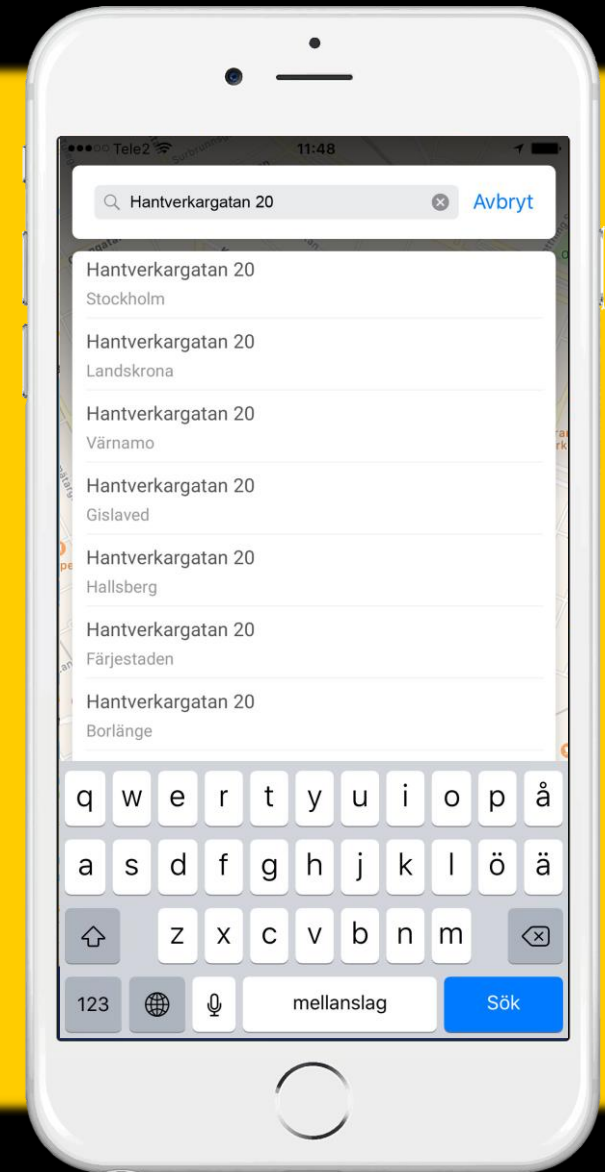 Tele2 11:48
Hantverkargatan 20 Avbryt
Hantverkargatan 20
Stockholm
Hantverkargatan 20
Landskrona
Hantverkargatan 20
Värnamo
Hantverkargatan 20
Gislaved
Hantverkargatan 20
Hallsberg
Hantverkargatan 20
Färjestaden
Hantverkargatan 20
Borlänge
q w e r t y u i o p å
a s d f g h j k l ö ä
z x c v b n m
123 mellanslag Sök